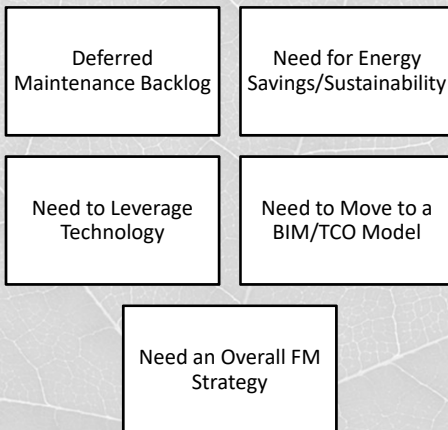 Deferred
Maintenance Backlog
Need for Energy
Savings/Sustainability
Need to Leverage
Technology
Need to Move to a
BIM/TCO Model
Need an Overall FM
Strategy